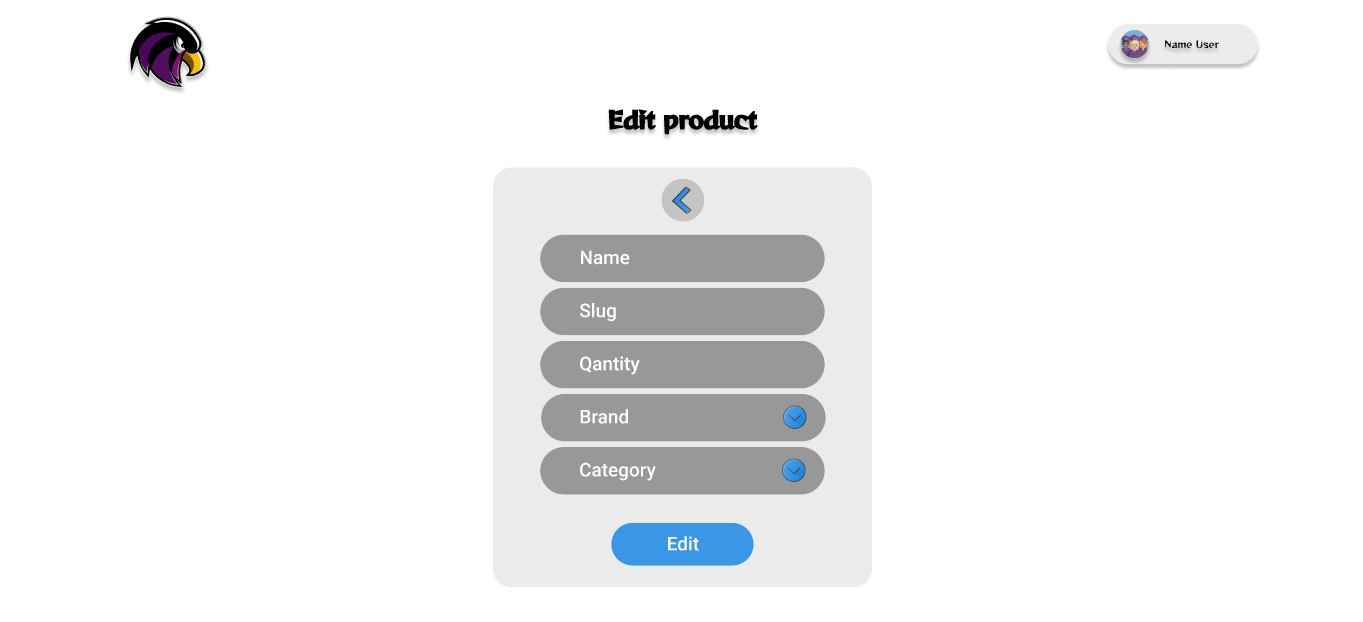 Name User
Edit product
Name
Slug
Qantity
Brand
Category
Edit